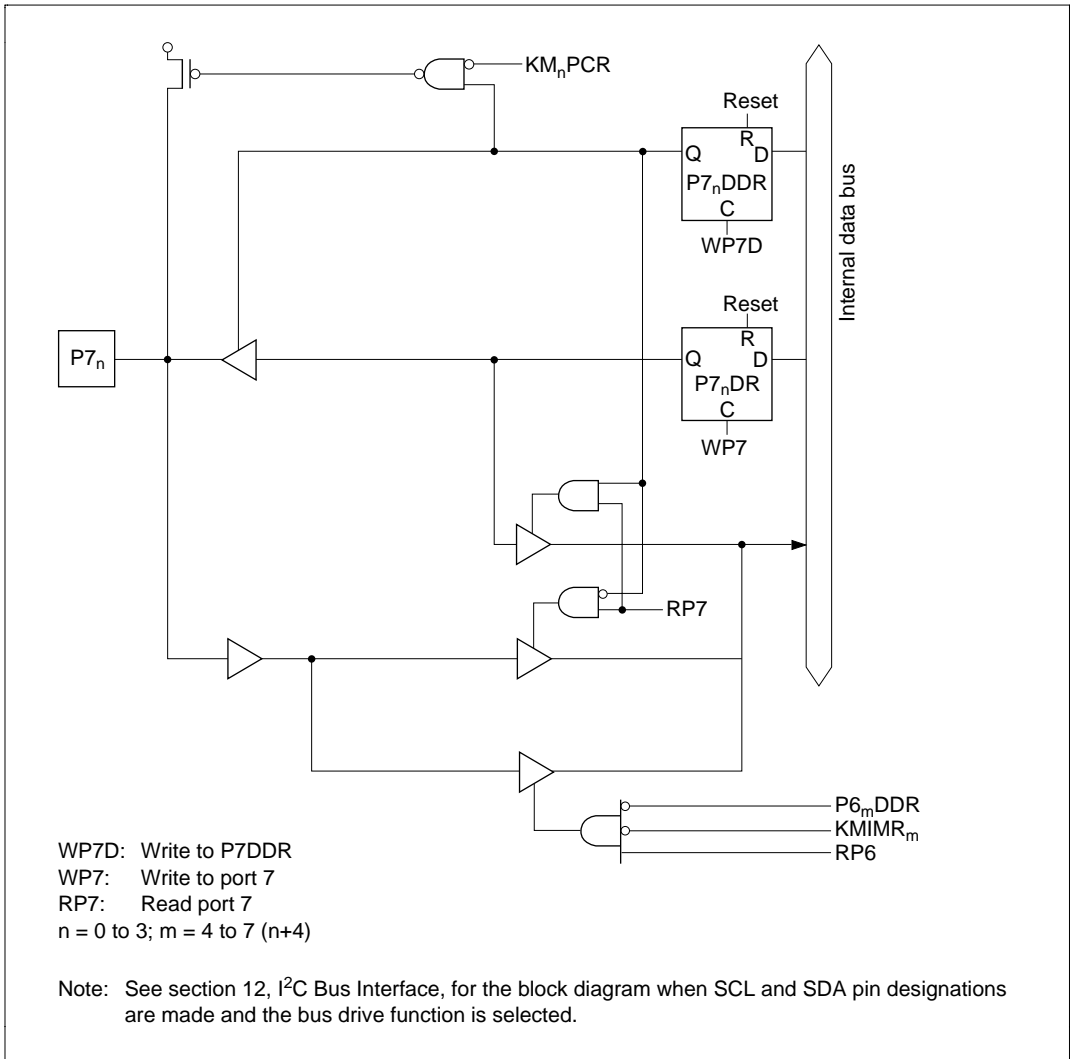 KMnPCR
Reset
R
Q D
P7nDDR
C
WP7D
Internal data bus
Reset
R
P7n
Q D
P7nDR
C
WP7
RP7
P6mDDR
KMIMRm
RP6
WP7D: Write to P7DDR
WP7: Write to port 7
RP7: Read port 7
n = 0 to 3; m = 4 to 7 (n+4)
Note: See section 12, I²C Bus Interface, for the block diagram when SCL and SDA pin designations
are made and the bus drive function is selected.